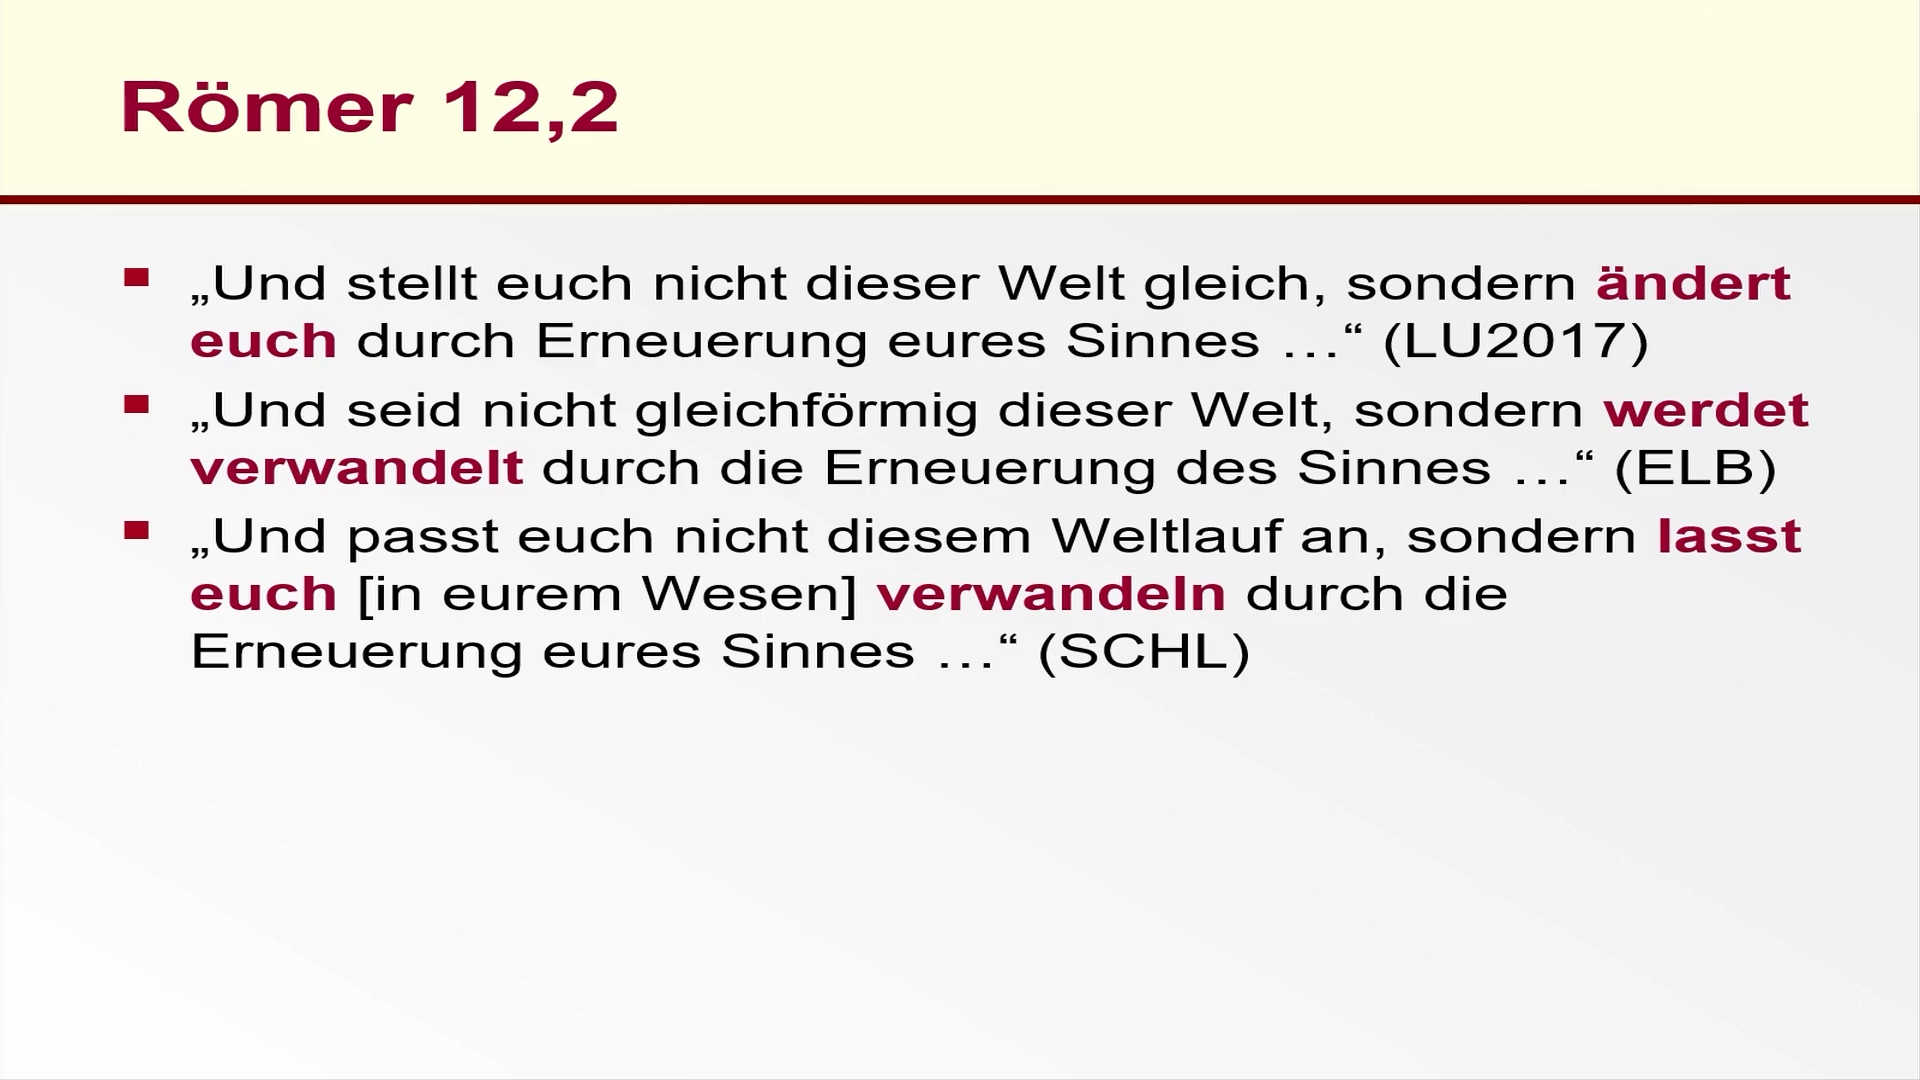 Römer 12,2
„Und stellt euch nicht dieser Welt gleich, sondern ändert
euch durch Erneuerung eures Sinnes …“ (LU2017)
„Und seid nicht gleichförmig dieser Welt, sondern werdet
verwandelt durch die Erneuerung des Sinnes …“ (ELB)
„Und passt euch nicht diesem Weltlauf an, sondern lasst
euch [in eurem Wesen] verwandeln durch die
Erneuerung eures Sinnes …“ (SCHL)